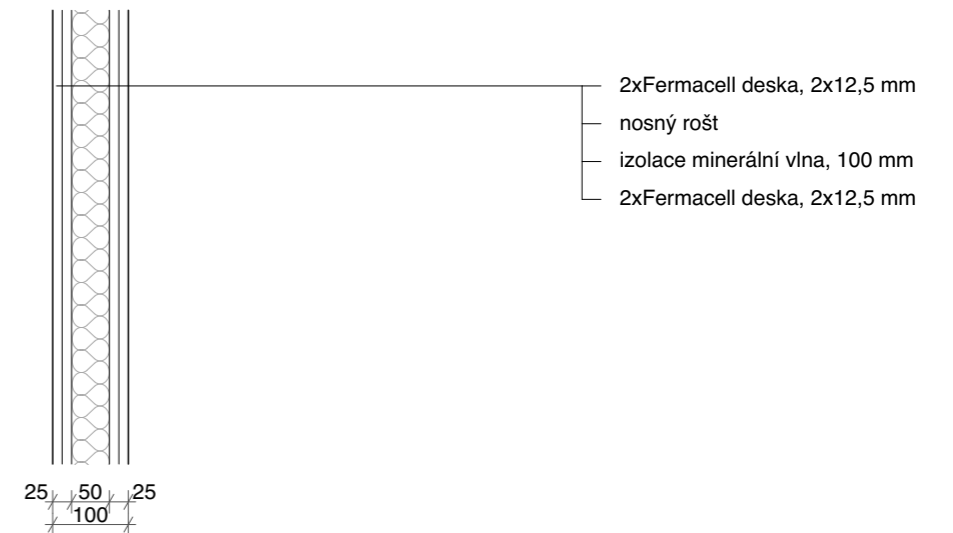 2xFermacell deska, 2x12,5 mm
nosný rošt
izolace minerální vlna, 100 mm
2xFermacell deska, 2x12,5 mm
25 50 25
100